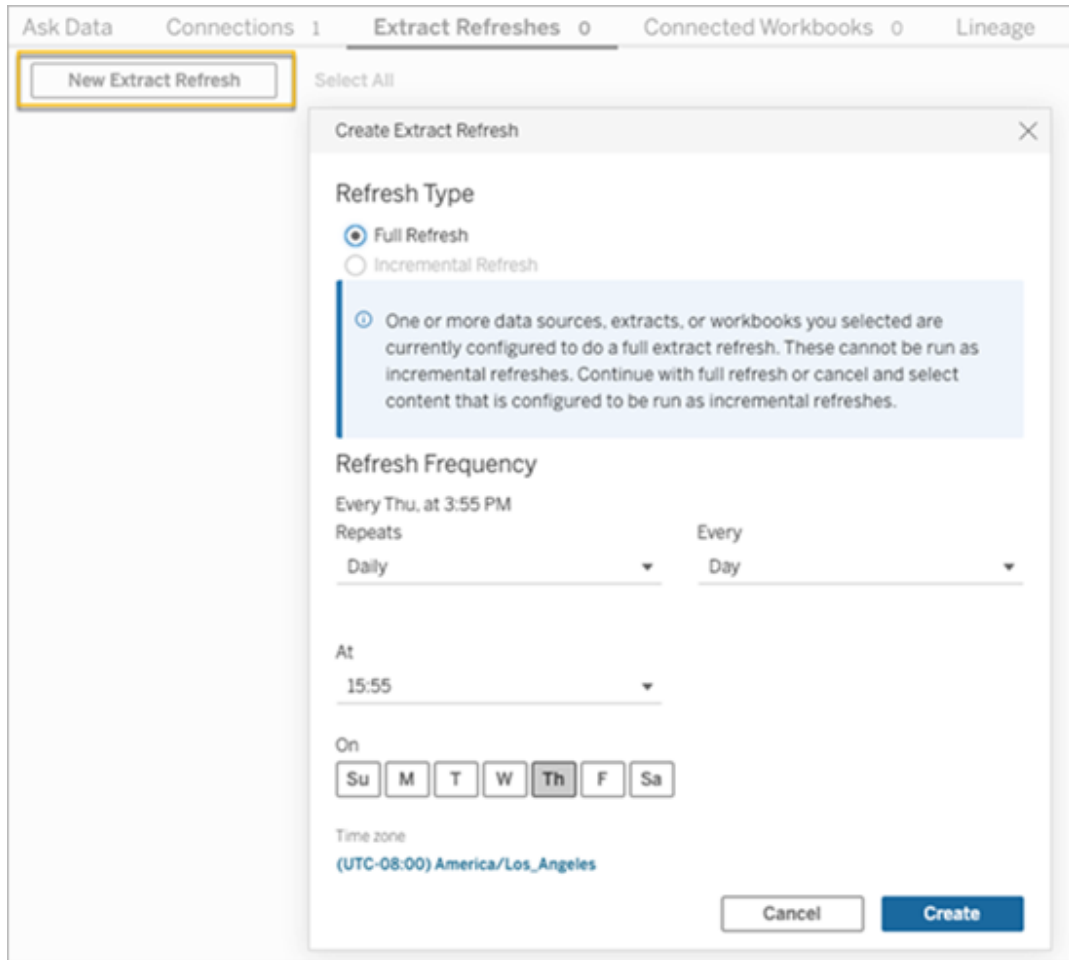 Ask Data Connections 1 Extract Refreshes 0 Connected Workbooks 0 Lineage
New Extract Refresh Select All
Create Extract Refresh
Refresh Type
Full Refresh
Incremental Refresh
One or more data sources, extracts, or workbooks you selected are
currently configured to do a full extract refresh. These cannot be run as
incremental refreshes. Continue with full refresh or cancel and select
content that is configured to be run as incremental refreshes.
Refresh Frequency
Every Thu, at 3:55 PM
Repeats Every
Daily Day
At
15:55
On
Su M T W Th F Sa
Time zone
(UTC-08:00) America/Los_Angeles
Cancel Create